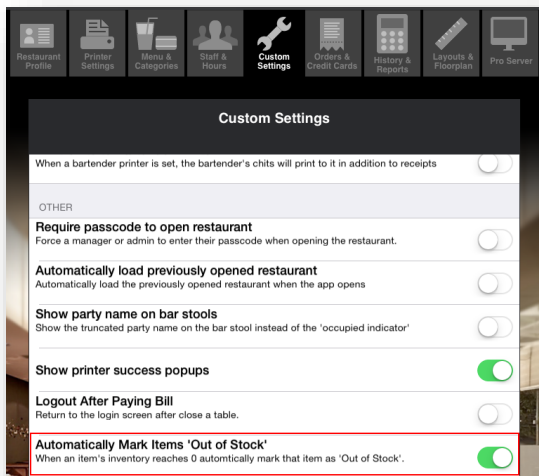 Restaurant
Profile
Printer
Settings
Menu &
Categories
Staff &
Hours
Custom
Settings
Orders &
Credit Cards
History &
Reports
Layouts &
Floorplan
Pro Server
Custom Settings
When a bartender printer is set, the bartender's chits will print to it in addition to receipts
OTHER
Require passcode to open restaurant
Force a manager or admin to enter their passcode when opening the restaurant.
Automatically load previously opened restaurant
Automatically load the previously opened restaurant when the app opens
Show party name on bar stools
Show the truncated party name on the bar stool instead of the 'occupied indicator'
Show printer success popups
Logout After Paying Bill
Return to the login screen after close a table.
Automatically Mark Items 'Out of Stock'
When an item's inventory reaches 0 automtically mark that item as 'Out of Stock'.